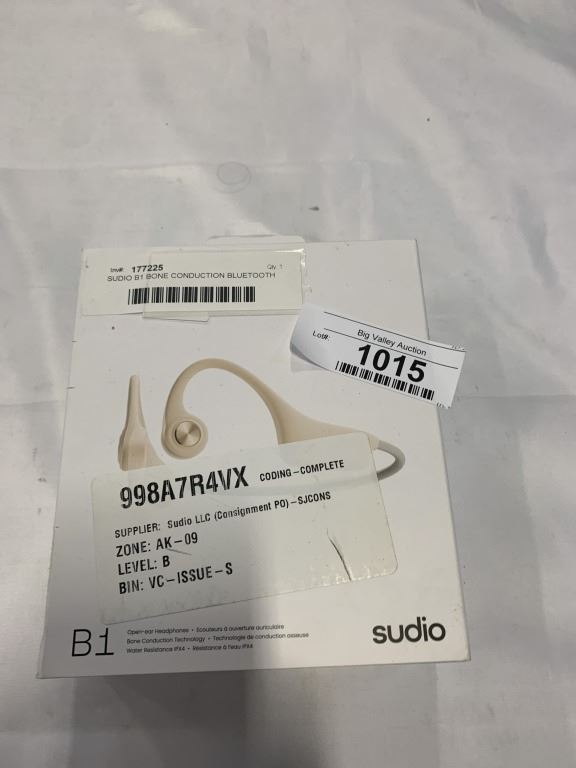 Inv#: 177225 Qty: 1
SUDIO B1 BONE CONDUCTION BLUETOOTH
Big Valley Auction
Lot#: 1015
998A7R4VX CODING-COMPLETE
SUPPLIER: Sudio LLC (Consignment PO)-SJCONS
ZONE: AK-09
LEVEL: B
BIN: VC-ISSUE-S
B1
Open-ear Headphones • Écouteurs à ouverture auriculaire
Bone Conduction Technology • Technologie de conduction osseuse
Water Resistance IPX4 • Résistance à l'eau IPX4
sudio